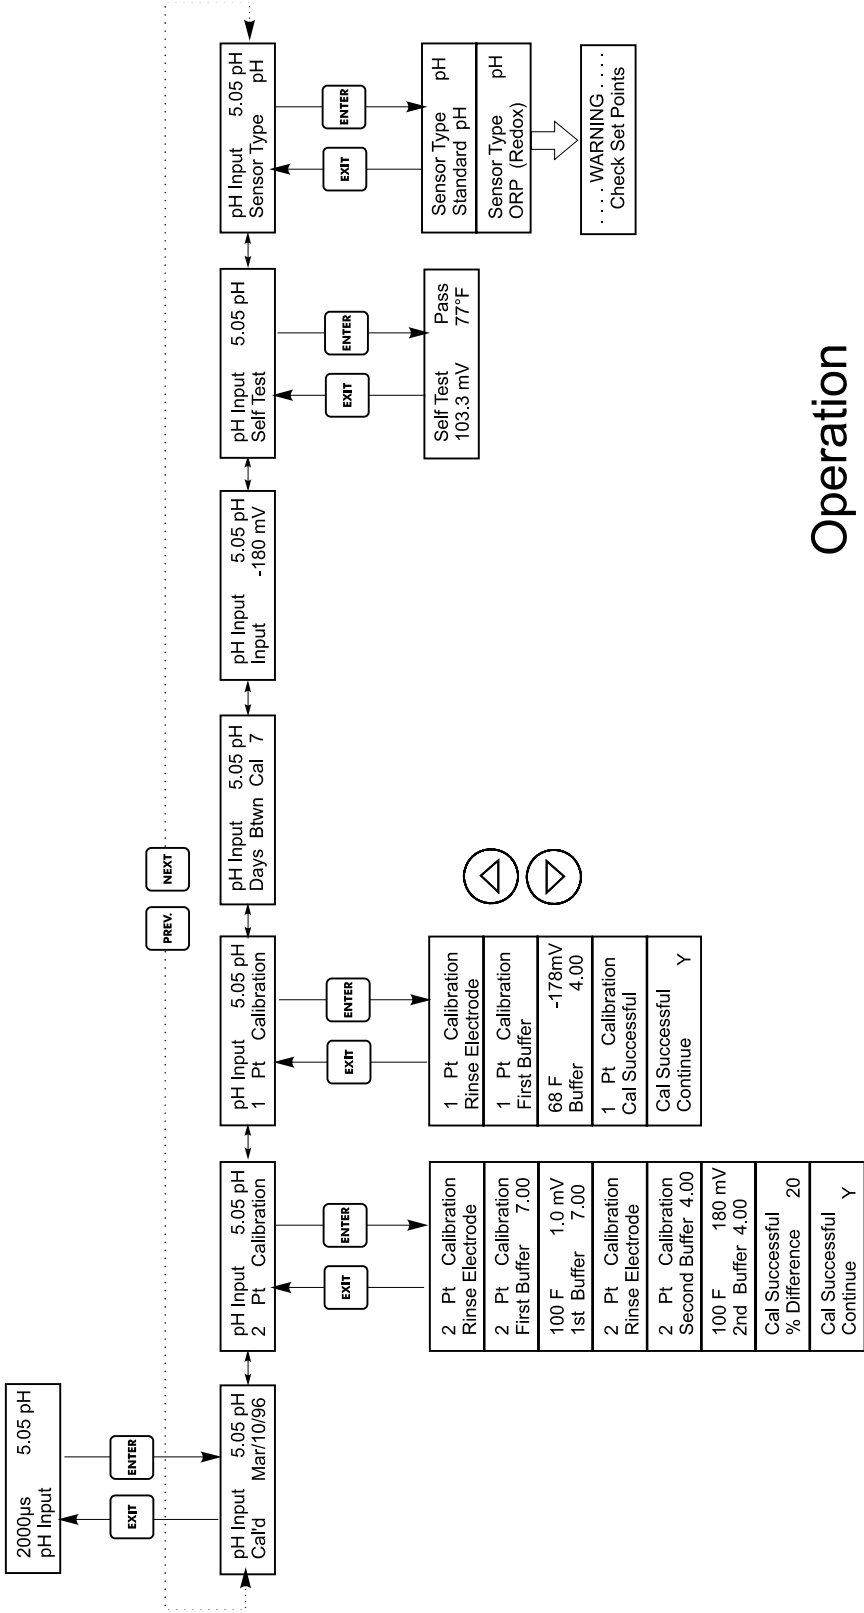 2000µs 5.05 pH
pH Input
EXIT
ENTER
PREV.
NEXT
pH Input 5.05 pH
Cal'd Mar/10/96
pH Input 5.05 pH
2 Pt Calibration
pH Input 5.05 pH
1 Pt Calibration
pH Input 5.05 pH
Days Btwn Cal 7
pH Input 5.05 pH
Input -180 mV
pH Input 5.05 pH
Self Test
pH Input 5.05 pH
Sensor Type pH
EXIT
ENTER
EXIT
ENTER
EXIT
ENTER
EXIT
ENTER
2 Pt Calibration
Rinse Electrode
2 Pt Calibration
First Buffer 7.00
100 F 1.0 mV
1st Buffer 7.00
2 Pt Calibration
Rinse Electrode
2 Pt Calibration
Second Buffer 4.00
100 F 180 mV
2nd Buffer 4.00
Cal Successful
% Difference 20
Cal Successful
Continue Y
1 Pt Calibration
Rinse Electrode
1 Pt Calibration
First Buffer
68 F -178mV
Buffer 4.00
1 Pt Calibration
Cal Successful
Cal Successful
Continue Y
Self Test Pass
103.3 mV 77°F
Sensor Type pH
Standard pH
Sensor Type pH
ORP (Redox)
. . . . WARNING . . . .
Check Set Points
Operation